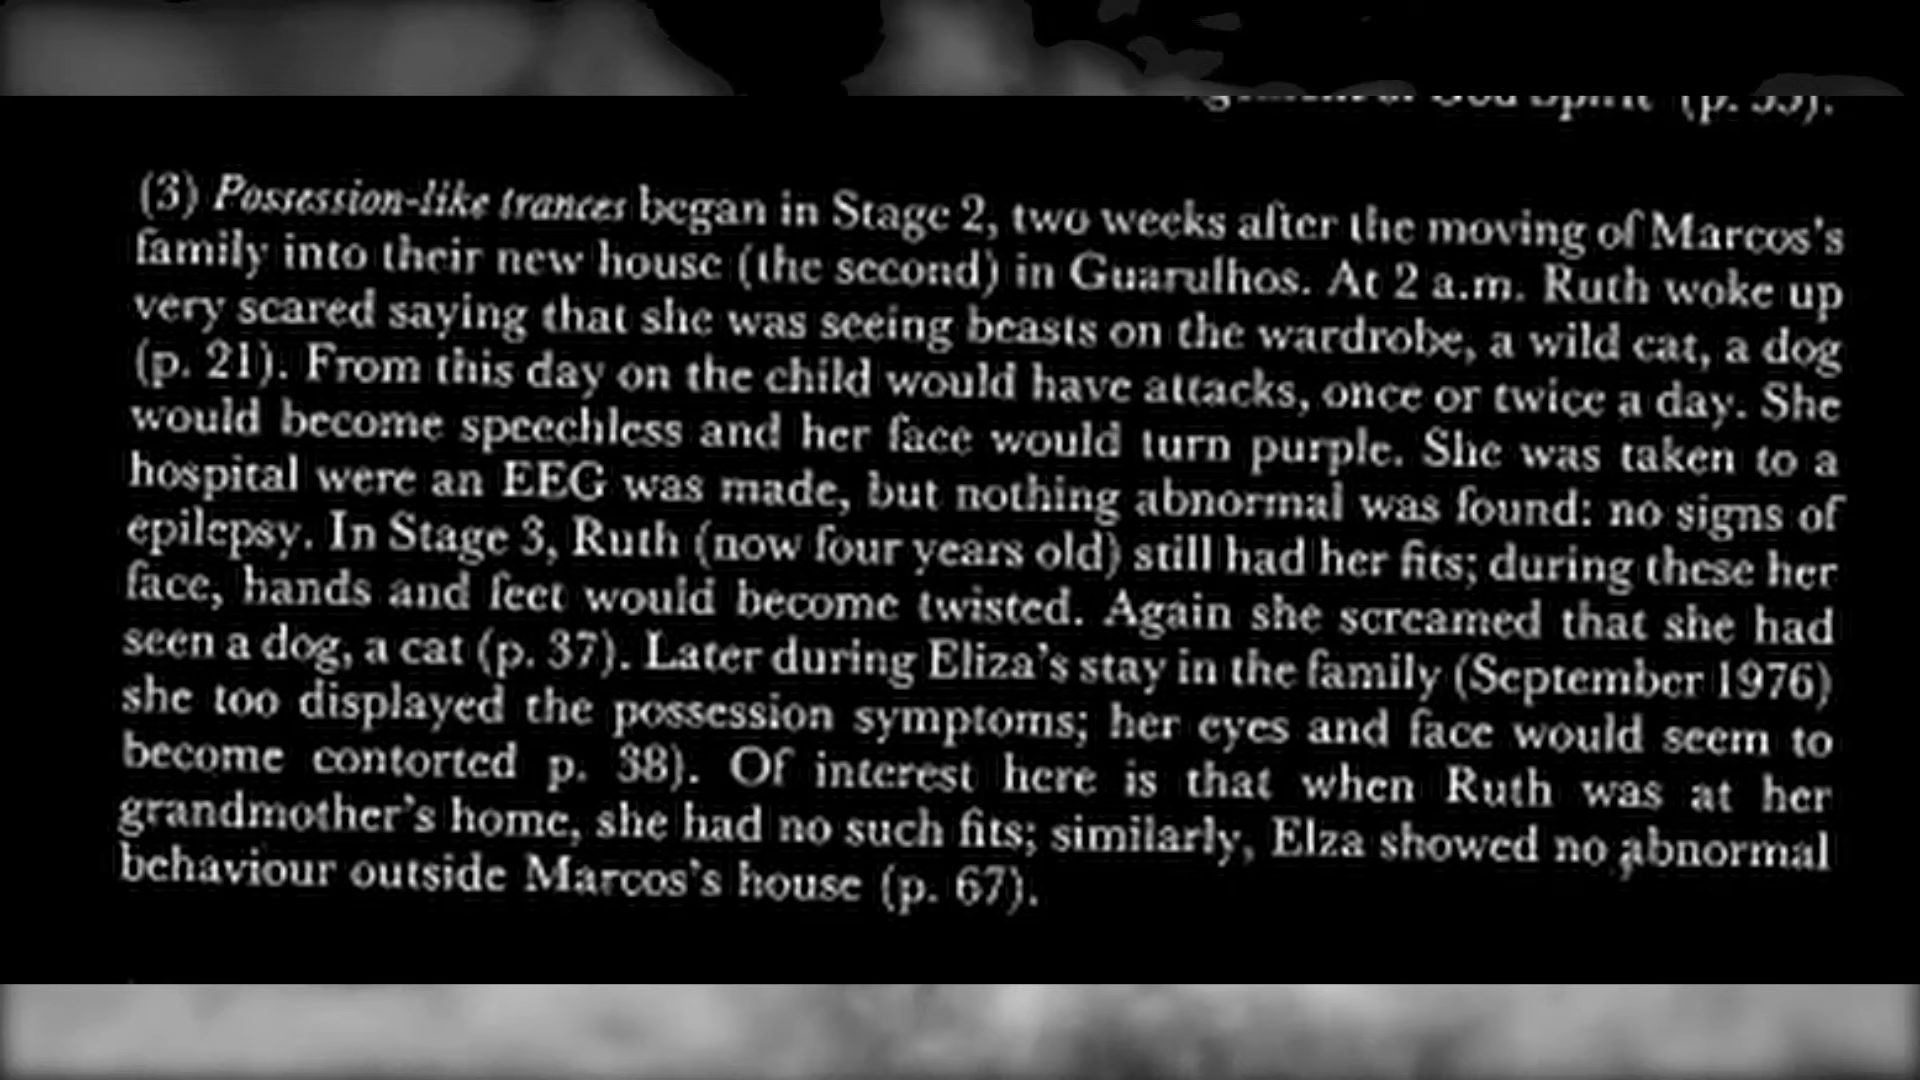 God Spirit (p. 55).
(3) Possession-like trances began in Stage 2, two weeks after the moving of Marcos's
family into their new house (the second) in Guarulhos. At 2 a.m. Ruth woke up
very scared saying that she was seeing beasts on the wardrobe, a wild cat, a dog
(p. 21). From this day on the child would have attacks, once or twice a day. She
would become speechless and her face would turn purple. She was taken to a
hospital were an EEG was made, but nothing abnormal was found: no signs of
epilepsy. In Stage 3, Ruth (now four years old) still had her fits; during these her
face, hands and feet would become twisted. Again she screamed that she had
seen a dog, a cat (p. 37). Later during Eliza's stay in the family (September 1976)
she too displayed the possession symptoms; her eyes and face would seem to
become contorted p. 38). Of interest here is that when Ruth was at her
grandmother's home, she had no such fits; similarly, Elza showed no abnormal
behaviour outside Marcos's house (p. 67).